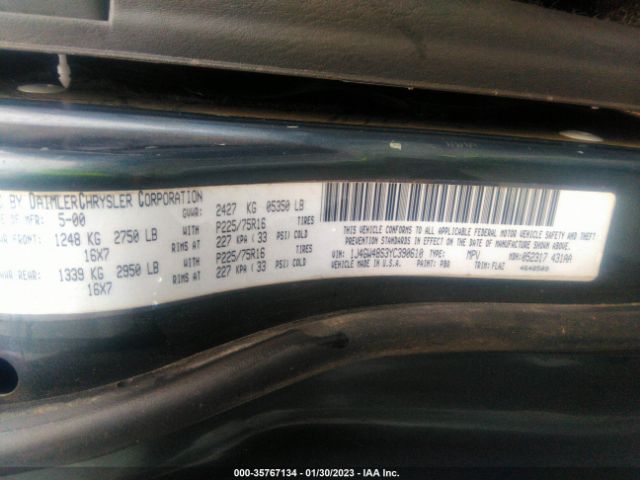 BY DAIMLERCHRYSLER CORPORATION
OF MFR: 5-00 GVWR: 2427 KG 05350 LB
FRONT: 1248 KG 2750 LB WITH P225/75R16 TIRES
16X7 RIMS AT 227 KPA ( 33 PSI) COLD
REAR: 1339 KG 2950 LB WITH P225/75R16 TIRES
16X7 RIMS AT 227 KPA ( 33 PSI) COLD
THIS VEHICLE CONFORMS TO ALL APPLICABLE FEDERAL MOTOR VEHICLE SAFETY AND THEFT
PREVENTION STANDARDS IN EFFECT ON THE DATE OF MANUFACTURE SHOWN ABOVE
VIN: 1J4GW48S3YC390610 TYPE: MPV MDH: 052317 431AA
VEHICLE MADE IN U.S.A. PAINT: TRIM: FLAZ
000-35767134 - 01/30/2023 - IAA Inc.